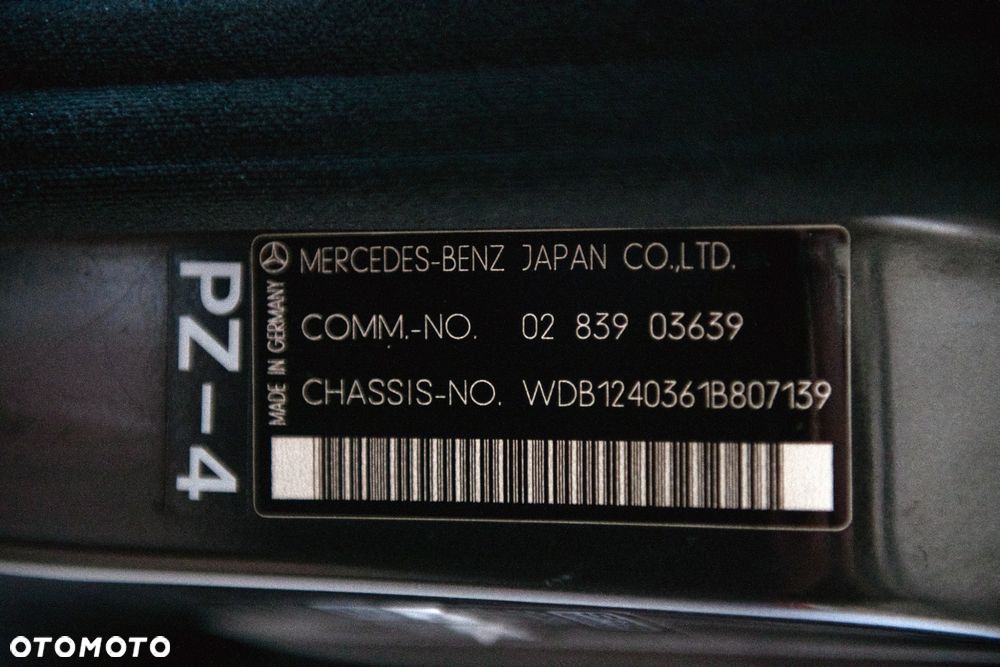 MERCEDES-BENZ JAPAN CO.,LTD.
COMM.-NO. 02 839 03639
CHASSIS-NO. WDB1240361B807139
MADE IN GERMANY
PZ-4
OTOMOTO